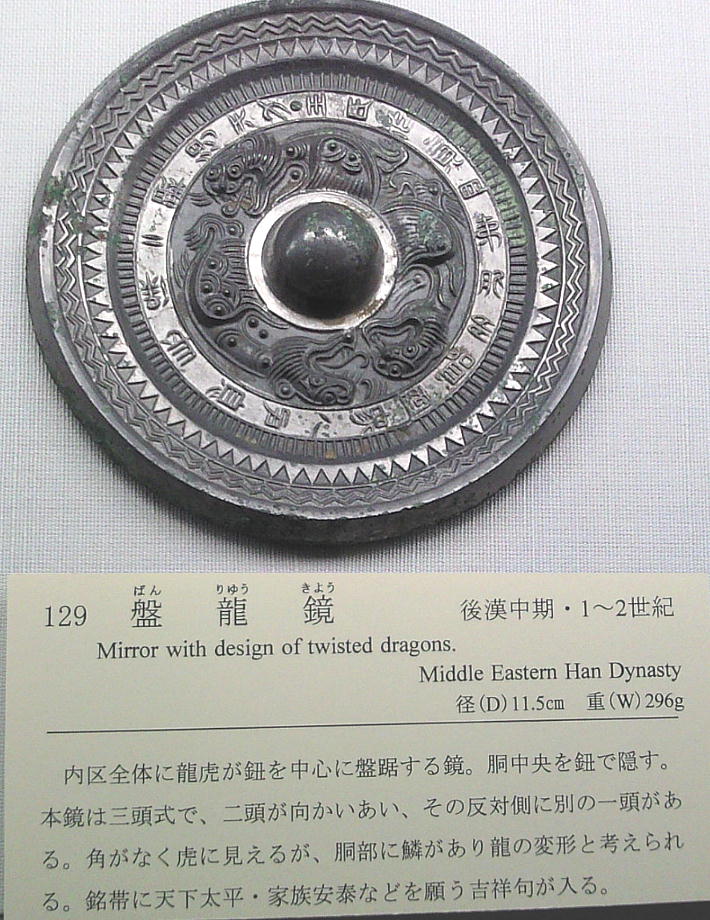 129 盤龍鏡 後漢中期・1〜2世紀
ばん りゅう きょう
Mirror with design of twisted dragons.
Middle Eastern Han Dynasty
径(D)11.5cm 重(W)296g
内区全体に龍虎が鈕を中心に盤踞する鏡。胴中央を鈕で隠す。
本鏡は三頭式で、二頭が向かいあい、その反対側に別の一頭があ
る。角がなく虎に見えるが、胴部に鱗があり龍の変形と考えられ
る。銘帯に天下太平・家族安泰などを願う吉祥句が入る。